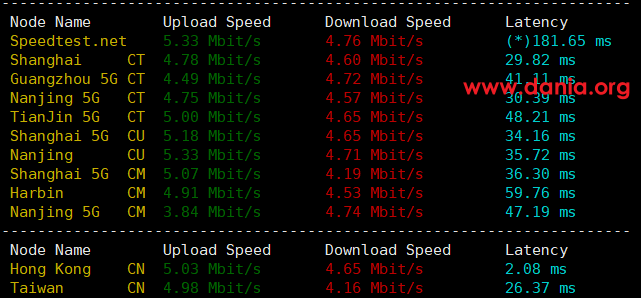 Node Name Upload Speed Download Speed Latency
Speedtest.net 5.33 Mbit/s 4.76 Mbit/s (*)181.65 ms
Shanghai CT 4.78 Mbit/s 4.60 Mbit/s 29.82 ms
Guangzhou 5G CT 4.49 Mbit/s 4.72 Mbit/s 41.11 ms
www.dania.org
Nanjing 5G CT 4.75 Mbit/s 4.57 Mbit/s 30.39 ms
TianJin 5G CT 5.00 Mbit/s 4.65 Mbit/s 48.21 ms
Shanghai 5G CU 5.18 Mbit/s 4.65 Mbit/s 34.16 ms
Nanjing CU 5.33 Mbit/s 4.71 Mbit/s 35.72 ms
Shanghai 5G CM 5.07 Mbit/s 4.19 Mbit/s 36.30 ms
Harbin CM 4.91 Mbit/s 4.53 Mbit/s 59.76 ms
Nanjing 5G CM 3.84 Mbit/s 4.74 Mbit/s 47.19 ms
Node Name Upload Speed Download Speed Latency
Hong Kong CN 5.03 Mbit/s 4.65 Mbit/s 2.08 ms
Taiwan CN 4.98 Mbit/s 4.16 Mbit/s 26.37 ms